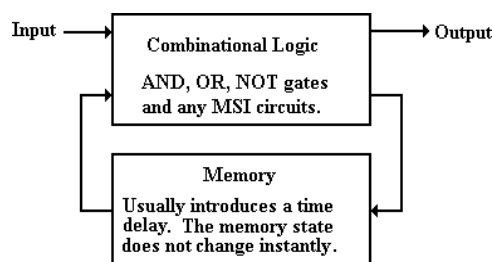 Input
Combinational Logic
Output
AND, OR, NOT gates
and any MSI circuits.
Memory
Usually introduces a time
delay. The memory state
does not change instantly.